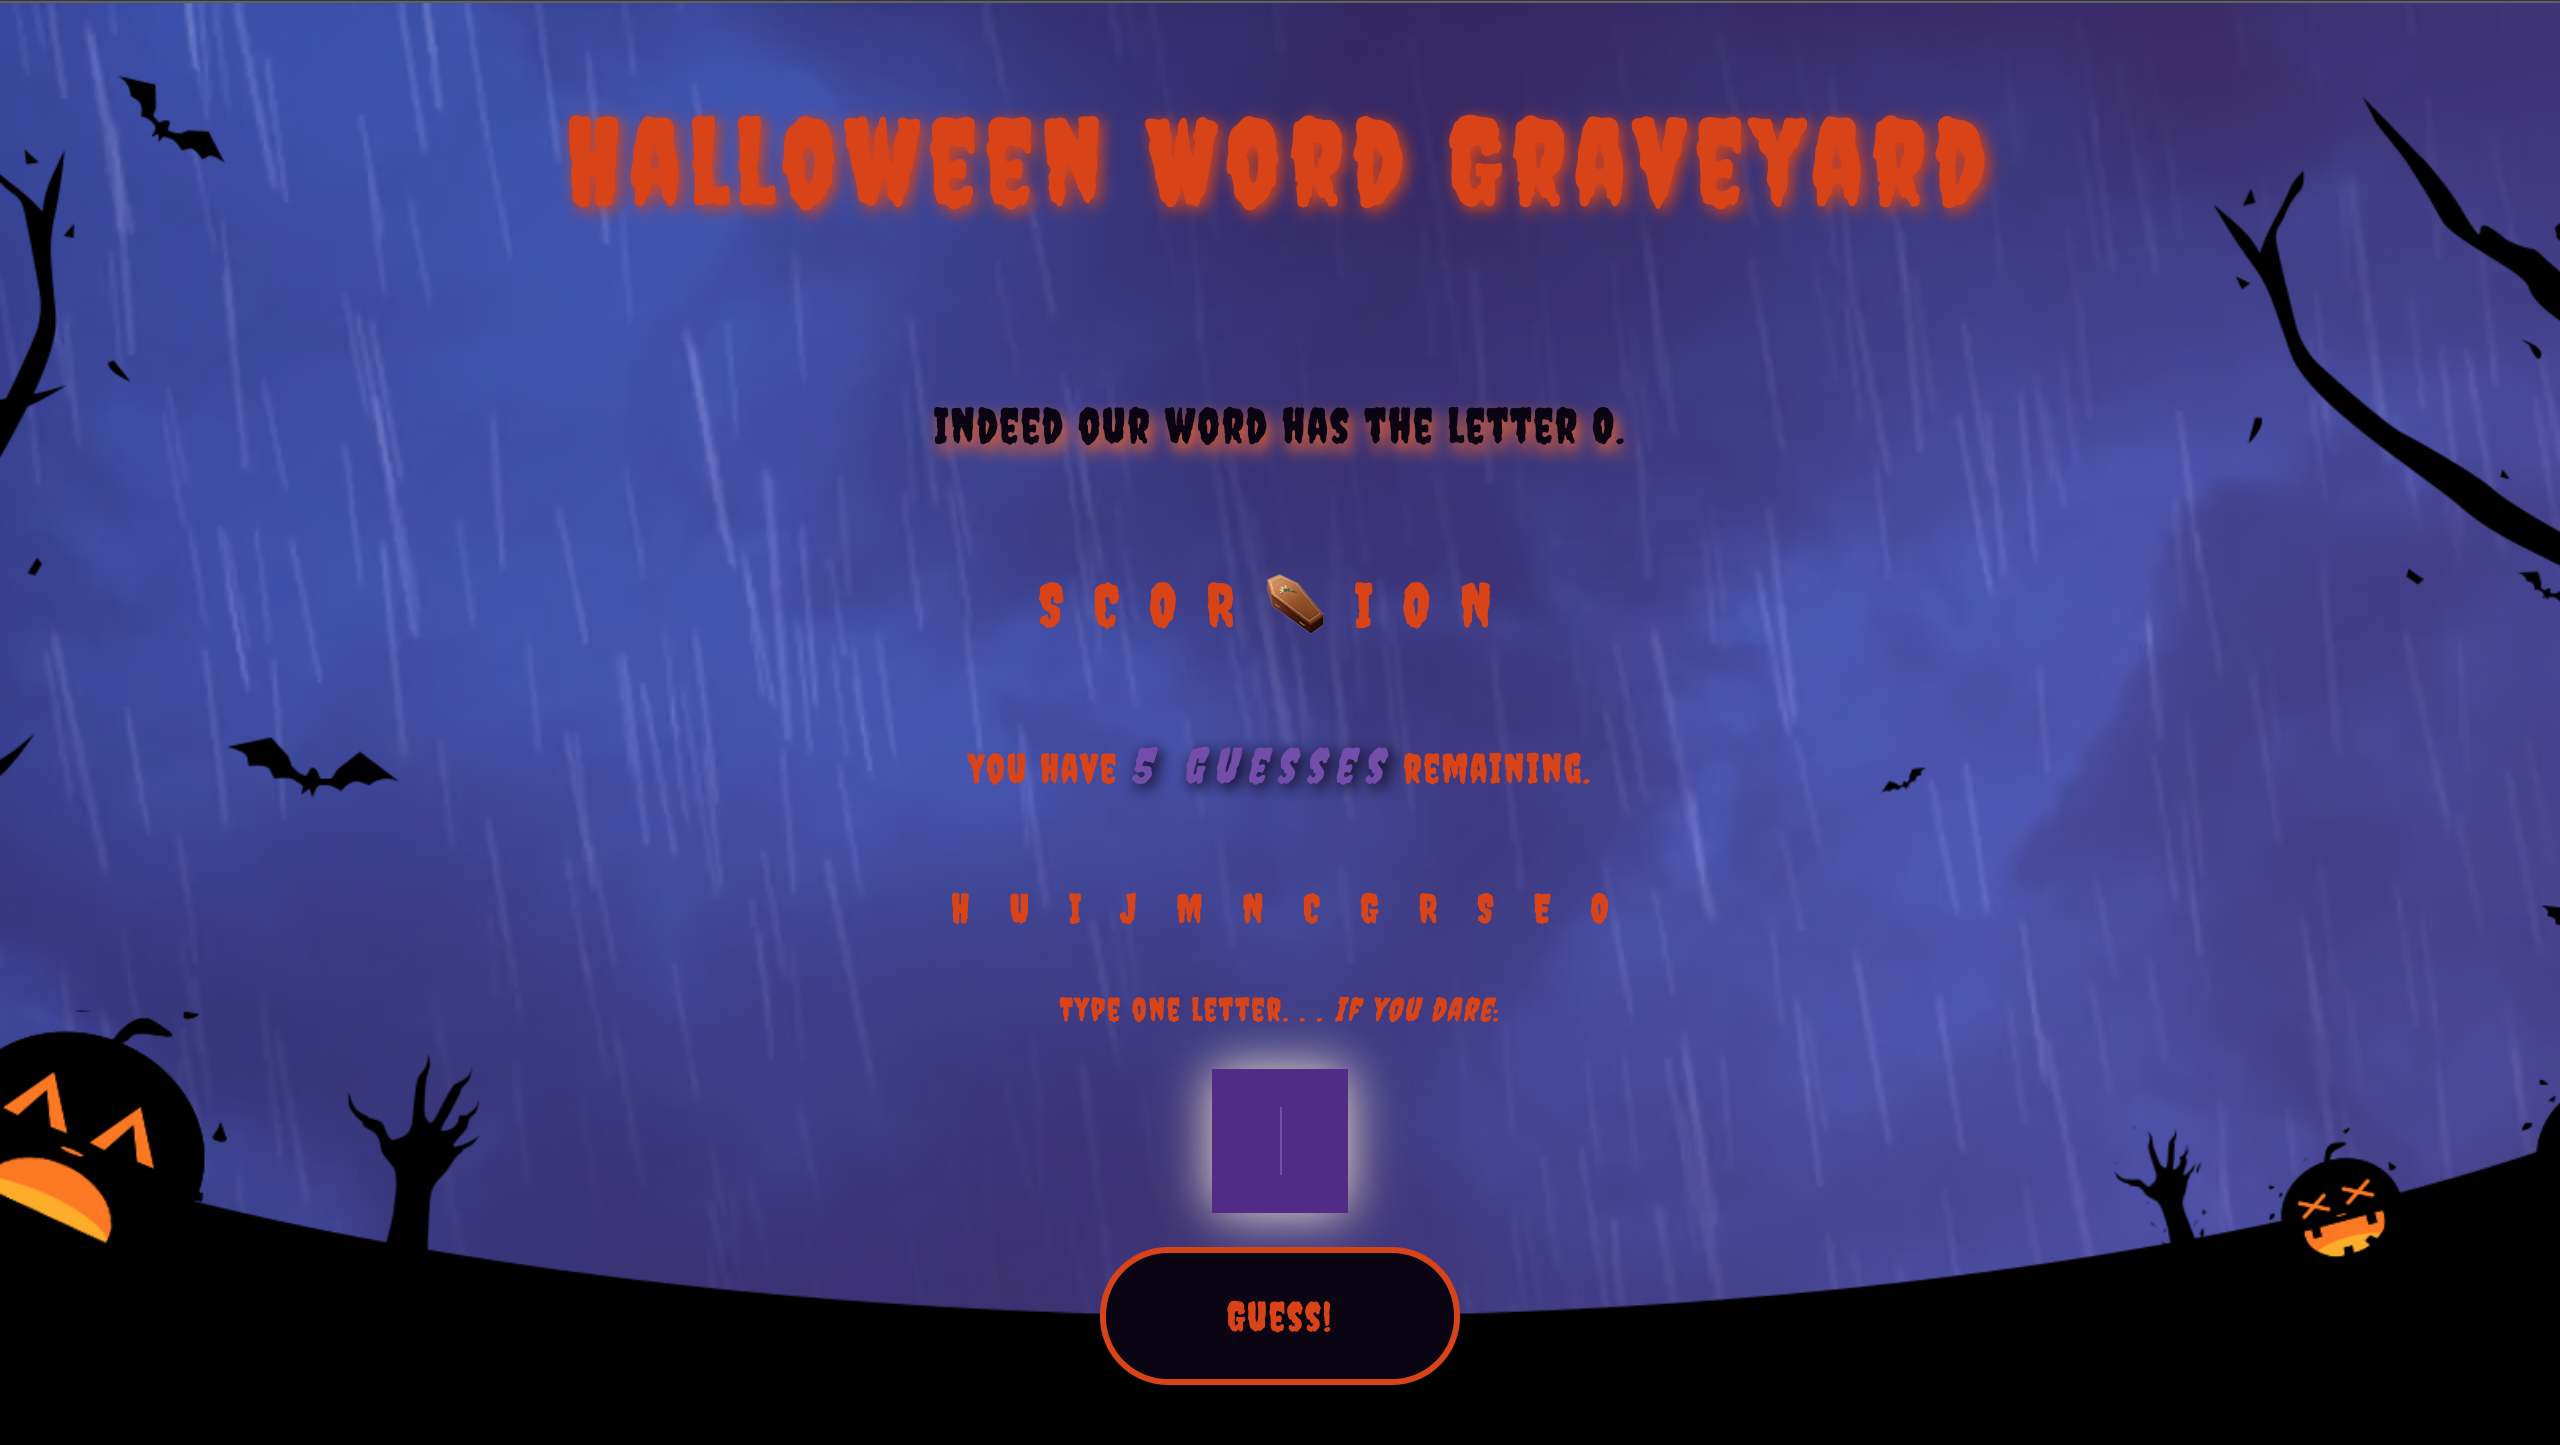 HALLOWEEN WORD GRAVEYARD
INDEED OUR WORD HAS THE LETTER O.
S C O R ⚰️ I O N
YOU HAVE 5 GUESSES REMAINING.
H U I J M N C G R S E O
TYPE ONE LETTER. . . IF YOU DARE:
GUESS!